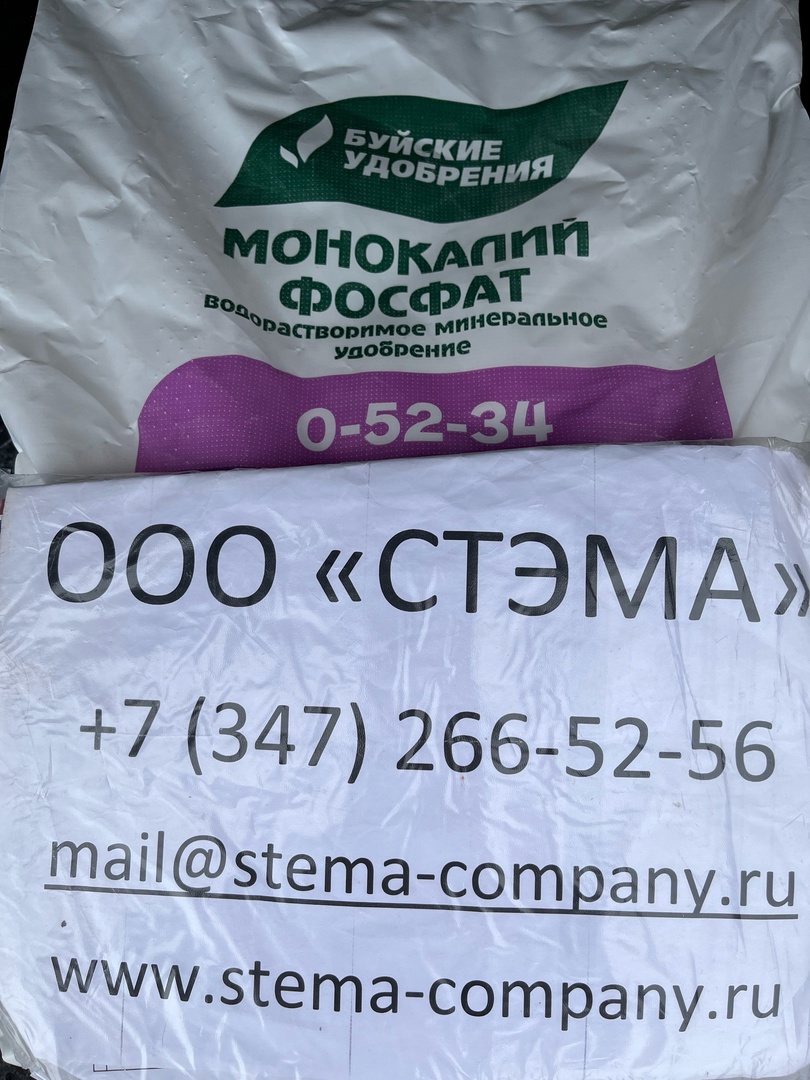 БУЙСКИЕ
УДОБРЕНИЯ
МОНОКАЛИЙ
ФОСФАТ
водорастворимое минеральное
удобрение
0-52-34
ООО «СТЭМА»
+7 (347) 266-52-56
mail@stema-company.ru
www.stema-company.ru